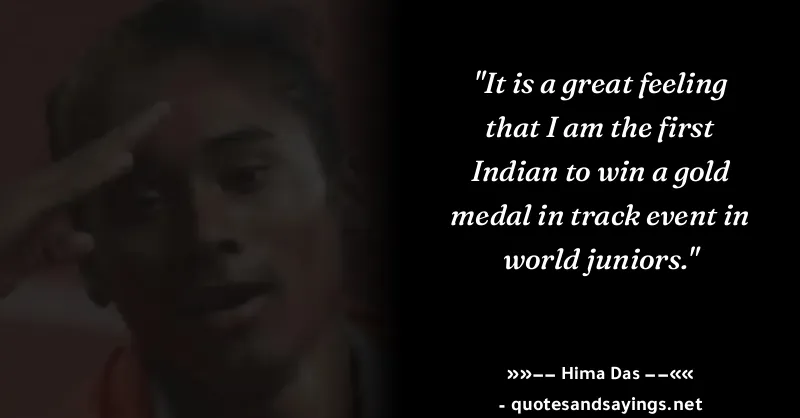 "It is a great feeling
that I am the first
Indian to win a gold
medal in track event in
world juniors."
»»−− Hima Das −−««
- quotesandsayings.net